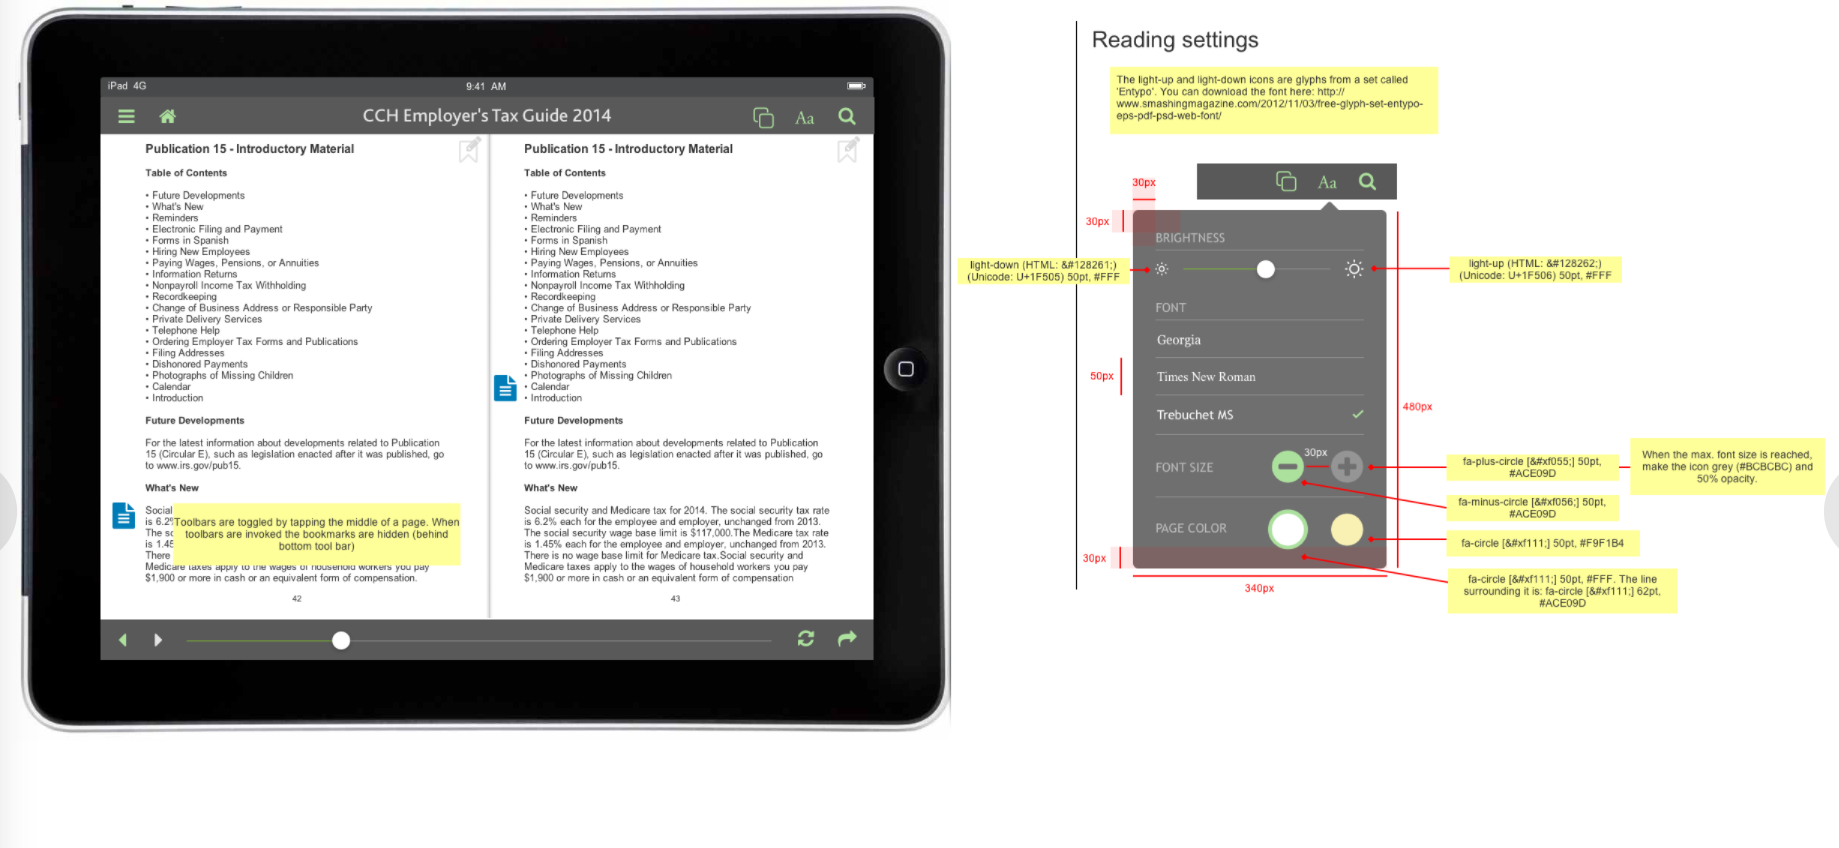 iPad 4G
9:41 AM
CCH Employer's Tax Guide 2014
Aa
Publication 15 - Introductory Material
Table of Contents
• Future Developments
• What's New
• Reminders
• Electronic Filing and Payment
• Forms in Spanish
• Hiring New Employees
• Paying Wages, Pensions, or Annuities
• Information Returns
• Nonpayroll Income Tax Withholding
• Recordkeeping
• Change of Business Address or Responsible Party
• Private Delivery Services
• Telephone Help
• Ordering Employer Tax Forms and Publications
• Filing Addresses
• Dishonored Payments
• Photographs of Missing Children
• Calendar
• Introduction
Future Developments
For the latest information about developments related to Publication
15 (Circular E), such as legislation enacted after it was published, go
to www.irs.gov/pub15.
What's New
Social
is 6.2%
The so
is 1.45
There
Medicare taxes apply to the wages of household workers you pay
$1,900 or more in cash or an equivalent form of compensation.
42
Toolbars are toggled by tapping the middle of a page. When
toolbars are invoked the bookmarks are hidden (behind
bottom tool bar)
Publication 15 - Introductory Material
Table of Contents
• Future Developments
• What's New
• Reminders
• Electronic Filing and Payment
• Forms in Spanish
• Hiring New Employees
• Paying Wages, Pensions, or Annuities
• Information Returns
• Nonpayroll Income Tax Withholding
• Recordkeeping
• Change of Business Address or Responsible Party
• Private Delivery Services
• Telephone Help
• Ordering Employer Tax Forms and Publications
• Filing Addresses
• Dishonored Payments
• Photographs of Missing Children
• Calendar
• Introduction
Future Developments
For the latest information about developments related to Publication
15 (Circular E), such as legislation enacted after it was published, go
to www.irs.gov/pub15.
What's New
Social security and Medicare tax for 2014. The social security tax rate
is 6.2% each for the employee and employer, unchanged from 2013.
The social security wage base limit is $117,000.The Medicare tax rate
is 1.45% each for the employee and employer, unchanged from 2013.
There is no wage base limit for Medicare tax.Social security and
Medicare taxes apply to the wages of household workers you pay
$1,900 or more in cash or an equivalent form of compensation
43
Reading settings
The light-up and light-down icons are glyphs from a set called
'Entypo'. You can download the font here: http://
www.smashingmagazine.com/2012/11/03/free-glyph-set-entypo-
eps-pdf-psd-web-font/
Aa
30px
30px
BRIGHTNESS
light-down (HTML: &#128261;)
(Unicode: U+1F505) 50pt, #FFF
light-up (HTML: &#128262;)
(Unicode: U+1F506) 50pt, #FFF
FONT
Georgia
Times New Roman
50px
Trebuchet MS
480px
FONT SIZE
30px
fa-plus-circle [&#xf055;] 50pt,
#ACE09D
When the max. font size is reached,
make the icon grey (#BCBCBC) and
50% opacity.
fa-minus-circle [&#xf056;] 50pt,
#ACE09D
PAGE COLOR
fa-circle [&#xf111;] 50pt, #F9F1B4
30px
fa-circle [&#xf111;] 50pt, #FFF. The line
surrounding it is: fa-circle [&#xf111;] 62pt,
#ACE09D
340px